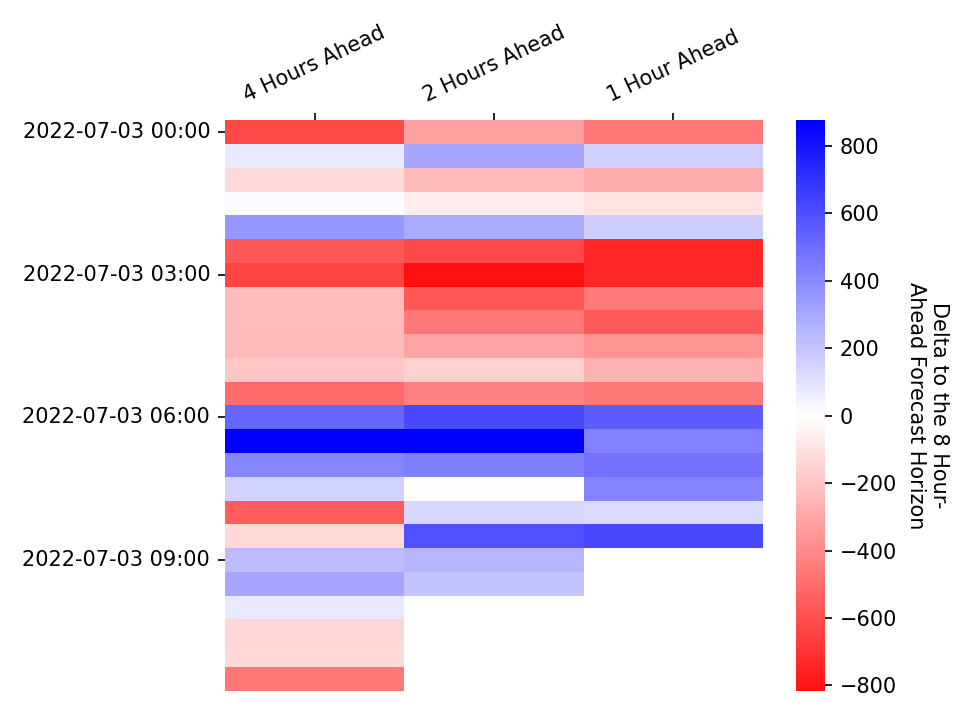 4 Hours Ahead
2 Hours Ahead
1 Hour Ahead
2022-07-03 00:00
2022-07-03 03:00
2022-07-03 06:00
2022-07-03 09:00
800
600
400
200
0
−200
−400
−600
−800
Delta to the 8 Hour-
Ahead Forecast Horizon